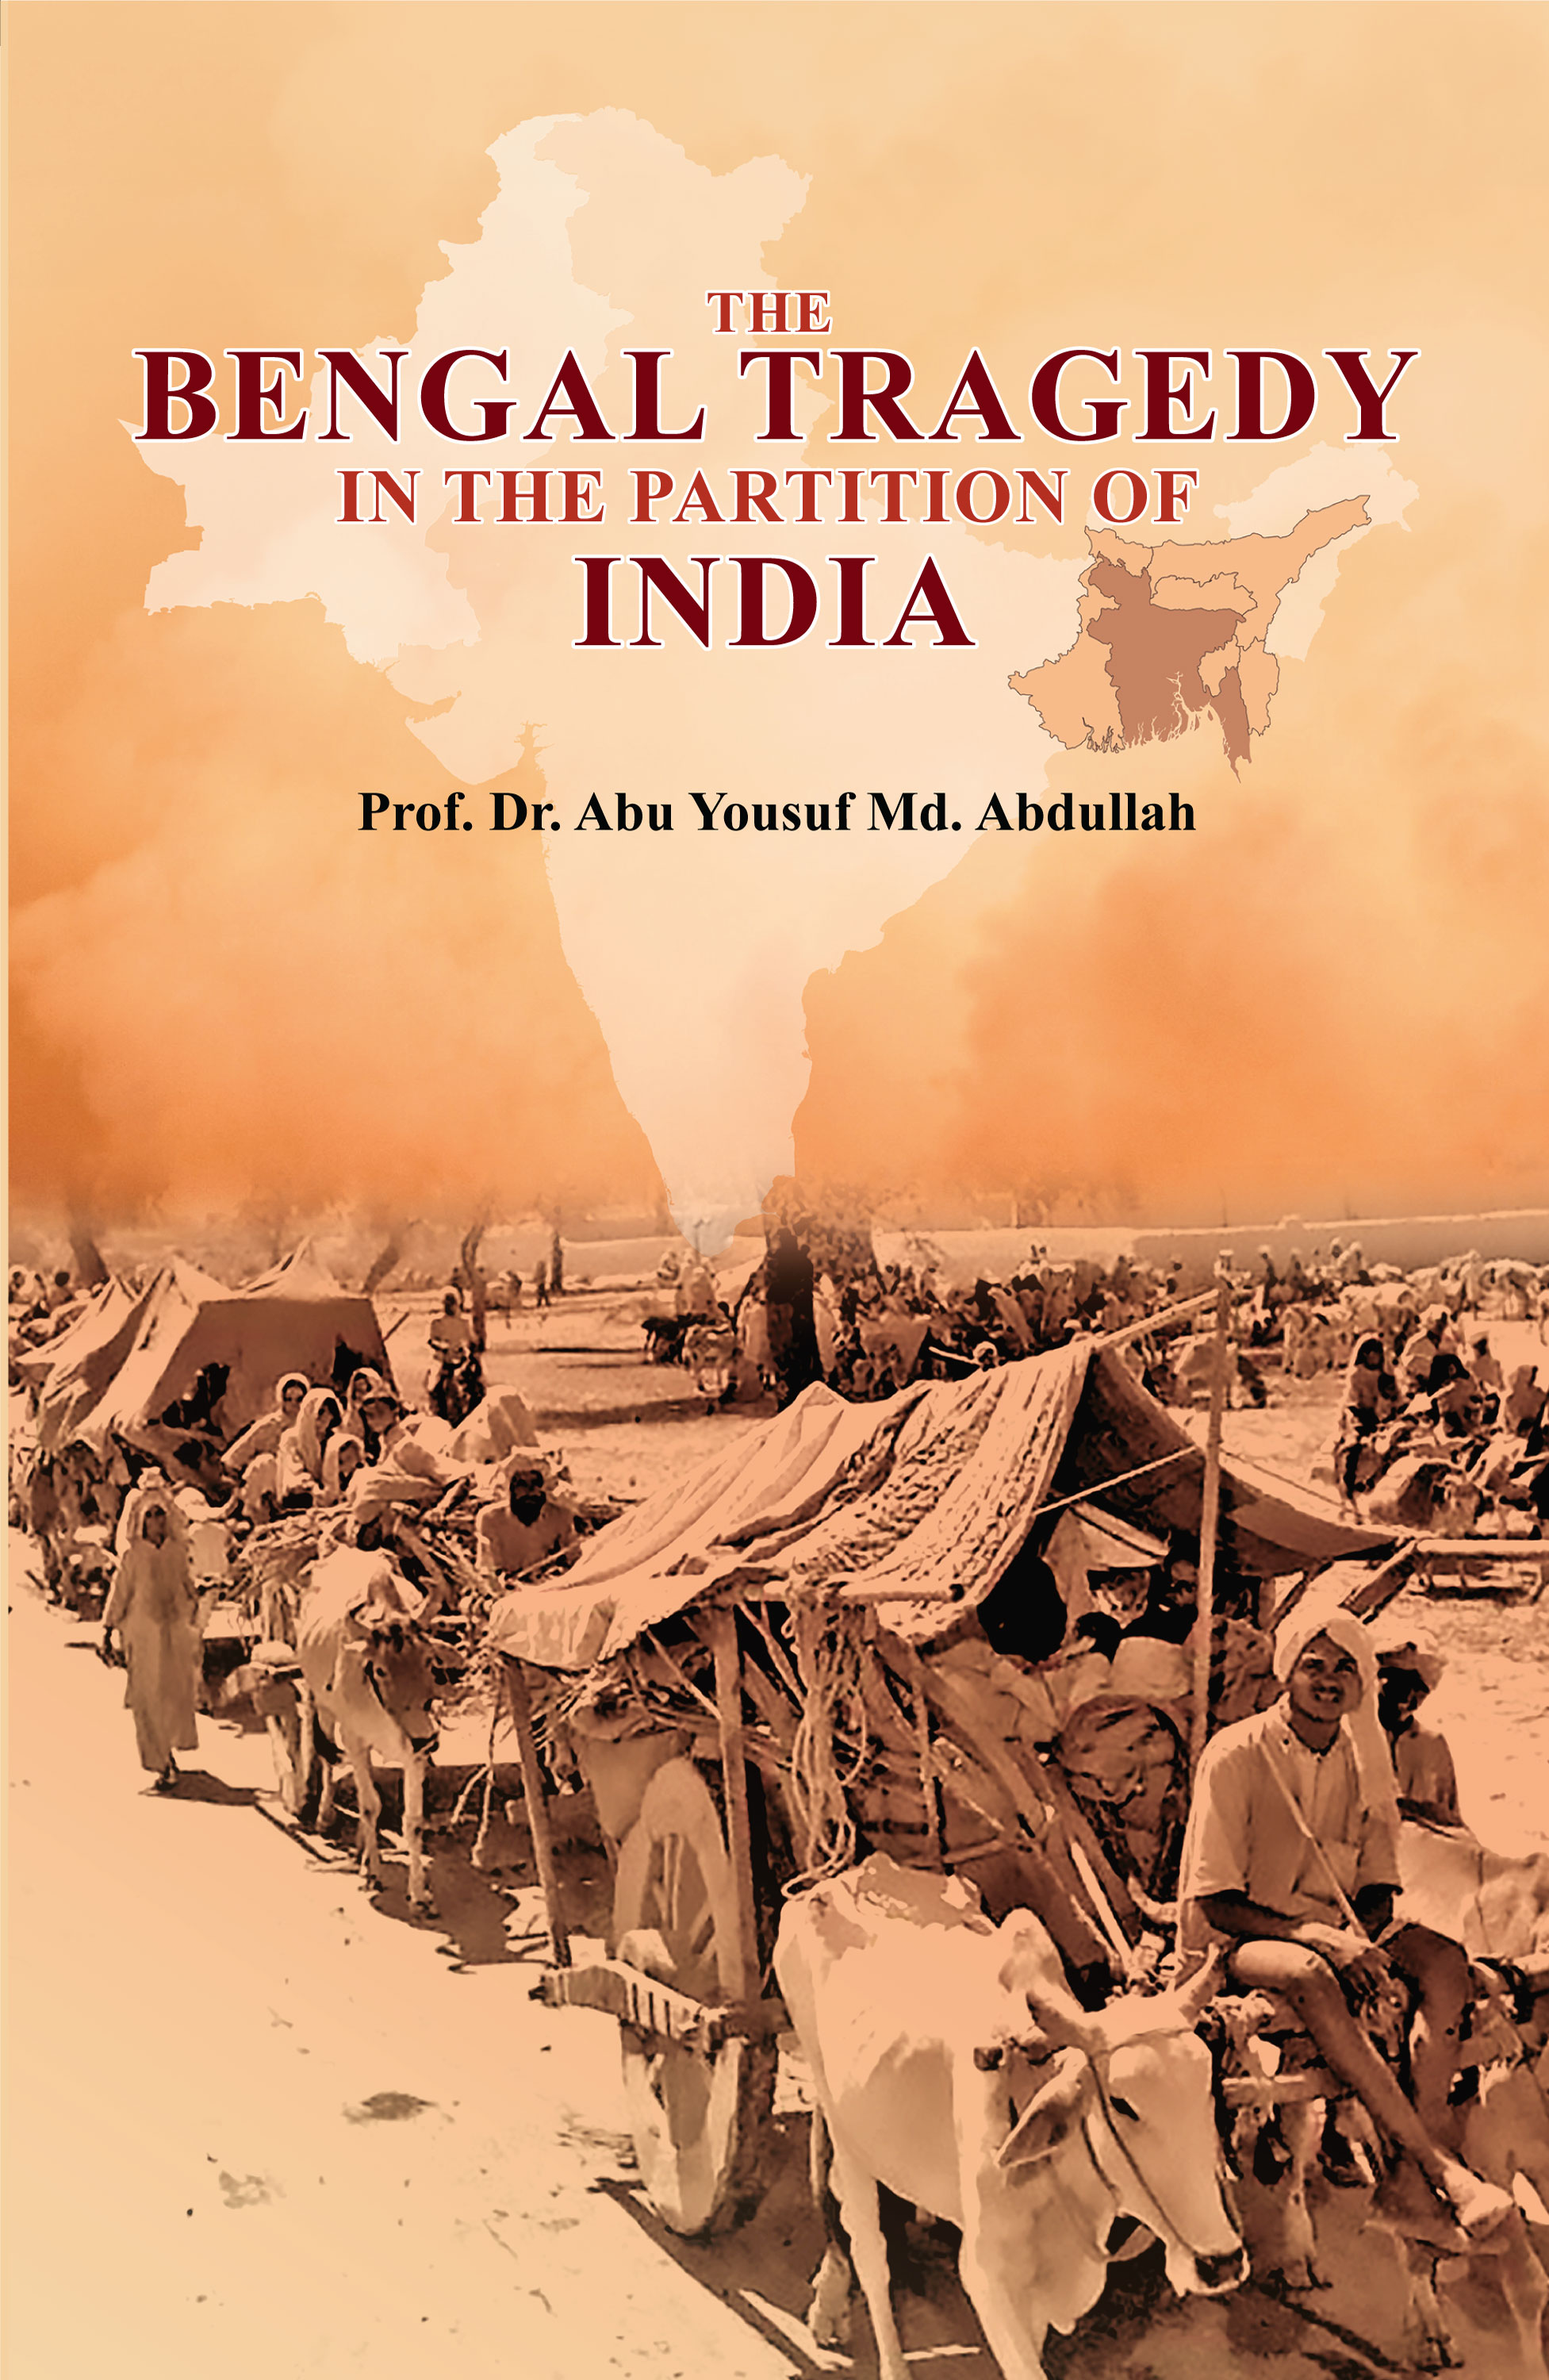 THE
BENGAL TRAGEDY
IN THE PARTITION OF
INDIA
Prof. Dr. Abu Yousuf Md. Abdullah